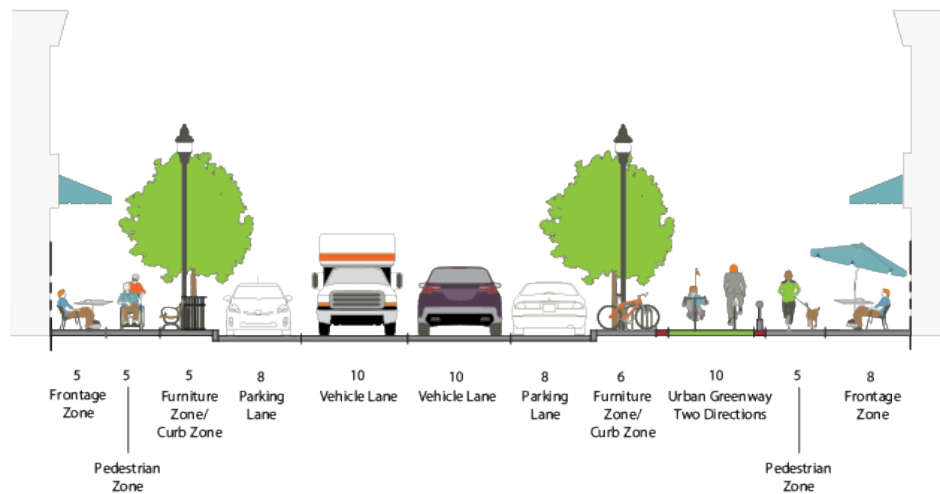 5
Frontage
Zone
5
Pedestrian
Zone
5
Furniture
Zone/
Curb Zone
8
Parking
Lane
10
Vehicle Lane
10
Vehicle Lane
8
Parking
Lane
6
Furniture
Zone/
Curb Zone
10
Urban Greenway
Two Directions
5
Pedestrian
Zone
8
Frontage
Zone